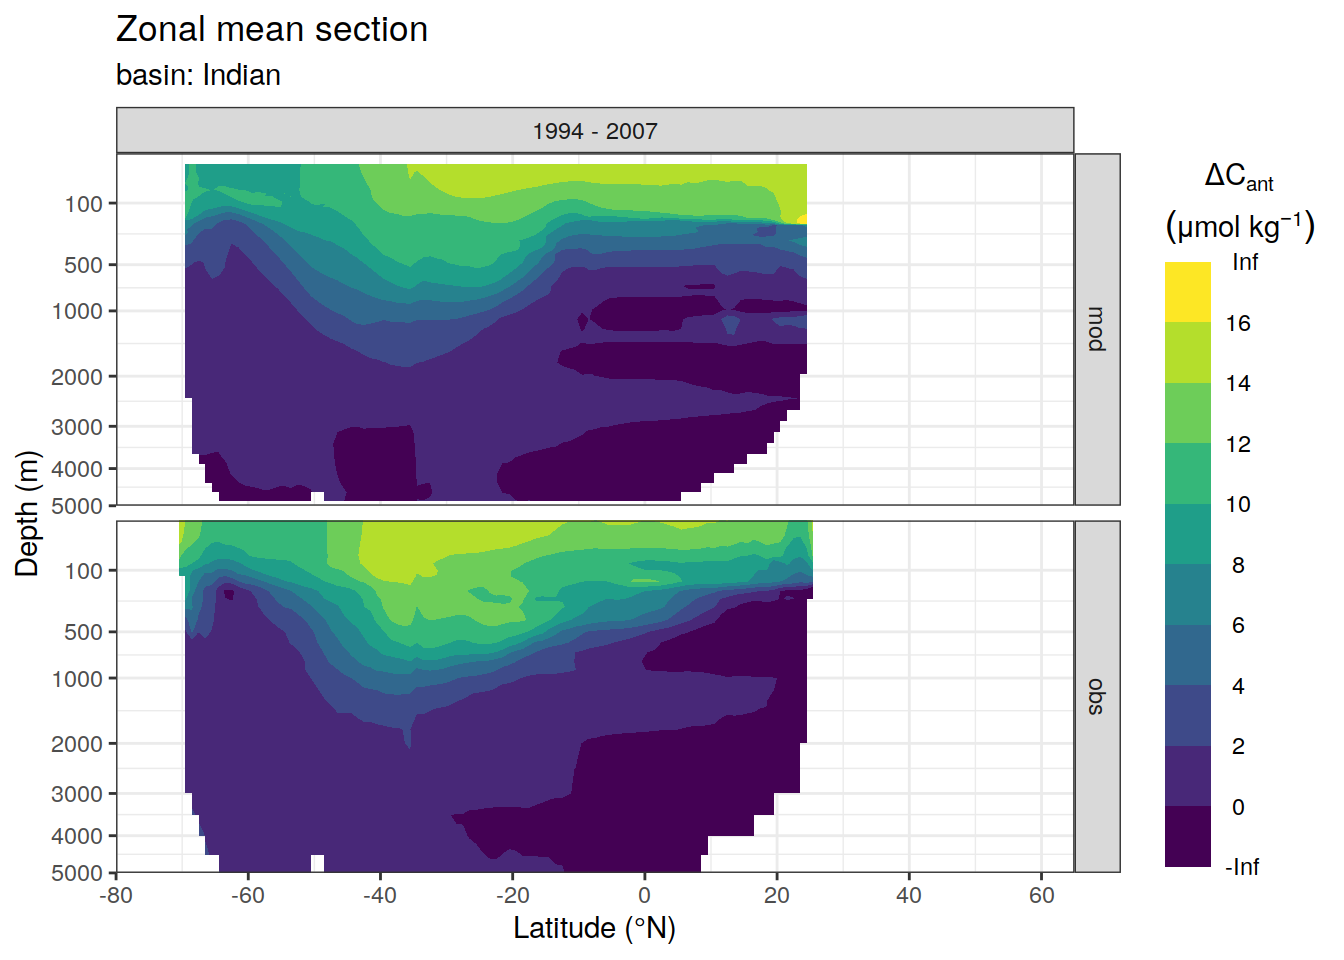 Zonal mean section
basin: Indian
1994 - 2007
mod
obs
Depth (m)
100
500
1000
2000
3000
4000
5000
100
500
1000
2000
3000
4000
5000
-80 -60 -40 -20 0 20 40 60
Latitude (°N)
ΔCant
(μmol kg⁻¹)
Inf
16
14
12
10
8
6
4
2
0
-Inf